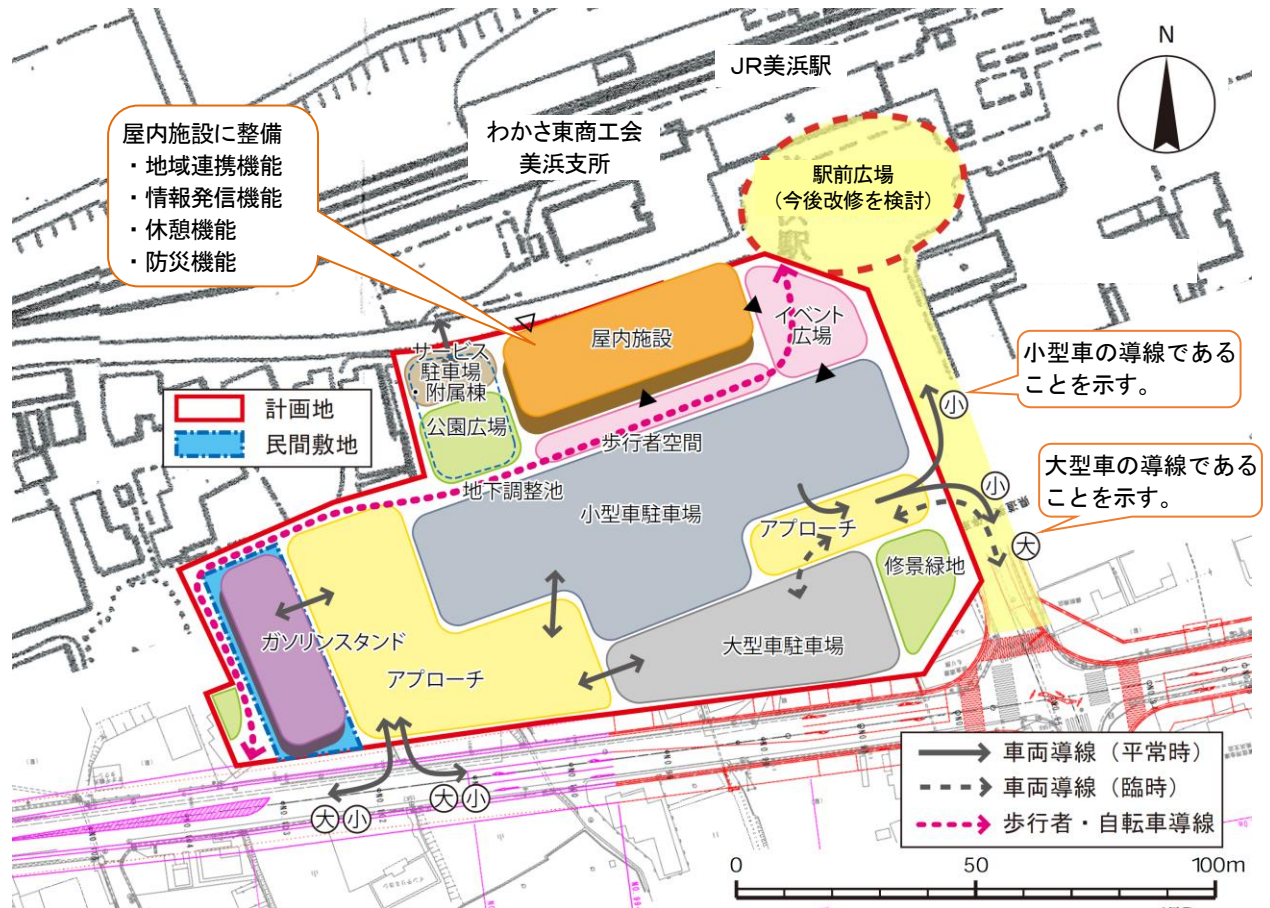 JR美浜駅
N
屋内施設に整備
・地域連携機能
・情報発信機能
・休憩機能
・防災機能
わかさ東商工会
美浜支所
駅前広場
(今後改修を検討)
イベント
広場
屋内施設
サービス
駐車場
・附属棟
公園広場
歩行者空間
地下調整池
小型車駐車場
小型車の導線である
ことを示す。
小
計画地
民間敷地
大型車の導線である
ことを示す。
小
大
アプローチ
修景緑地
ガソリンスタンド
アプローチ
大型車駐車場
大 小
大 小
車両導線（平常時）
車両導線（臨時）
歩行者・自転車導線
0 50 100m